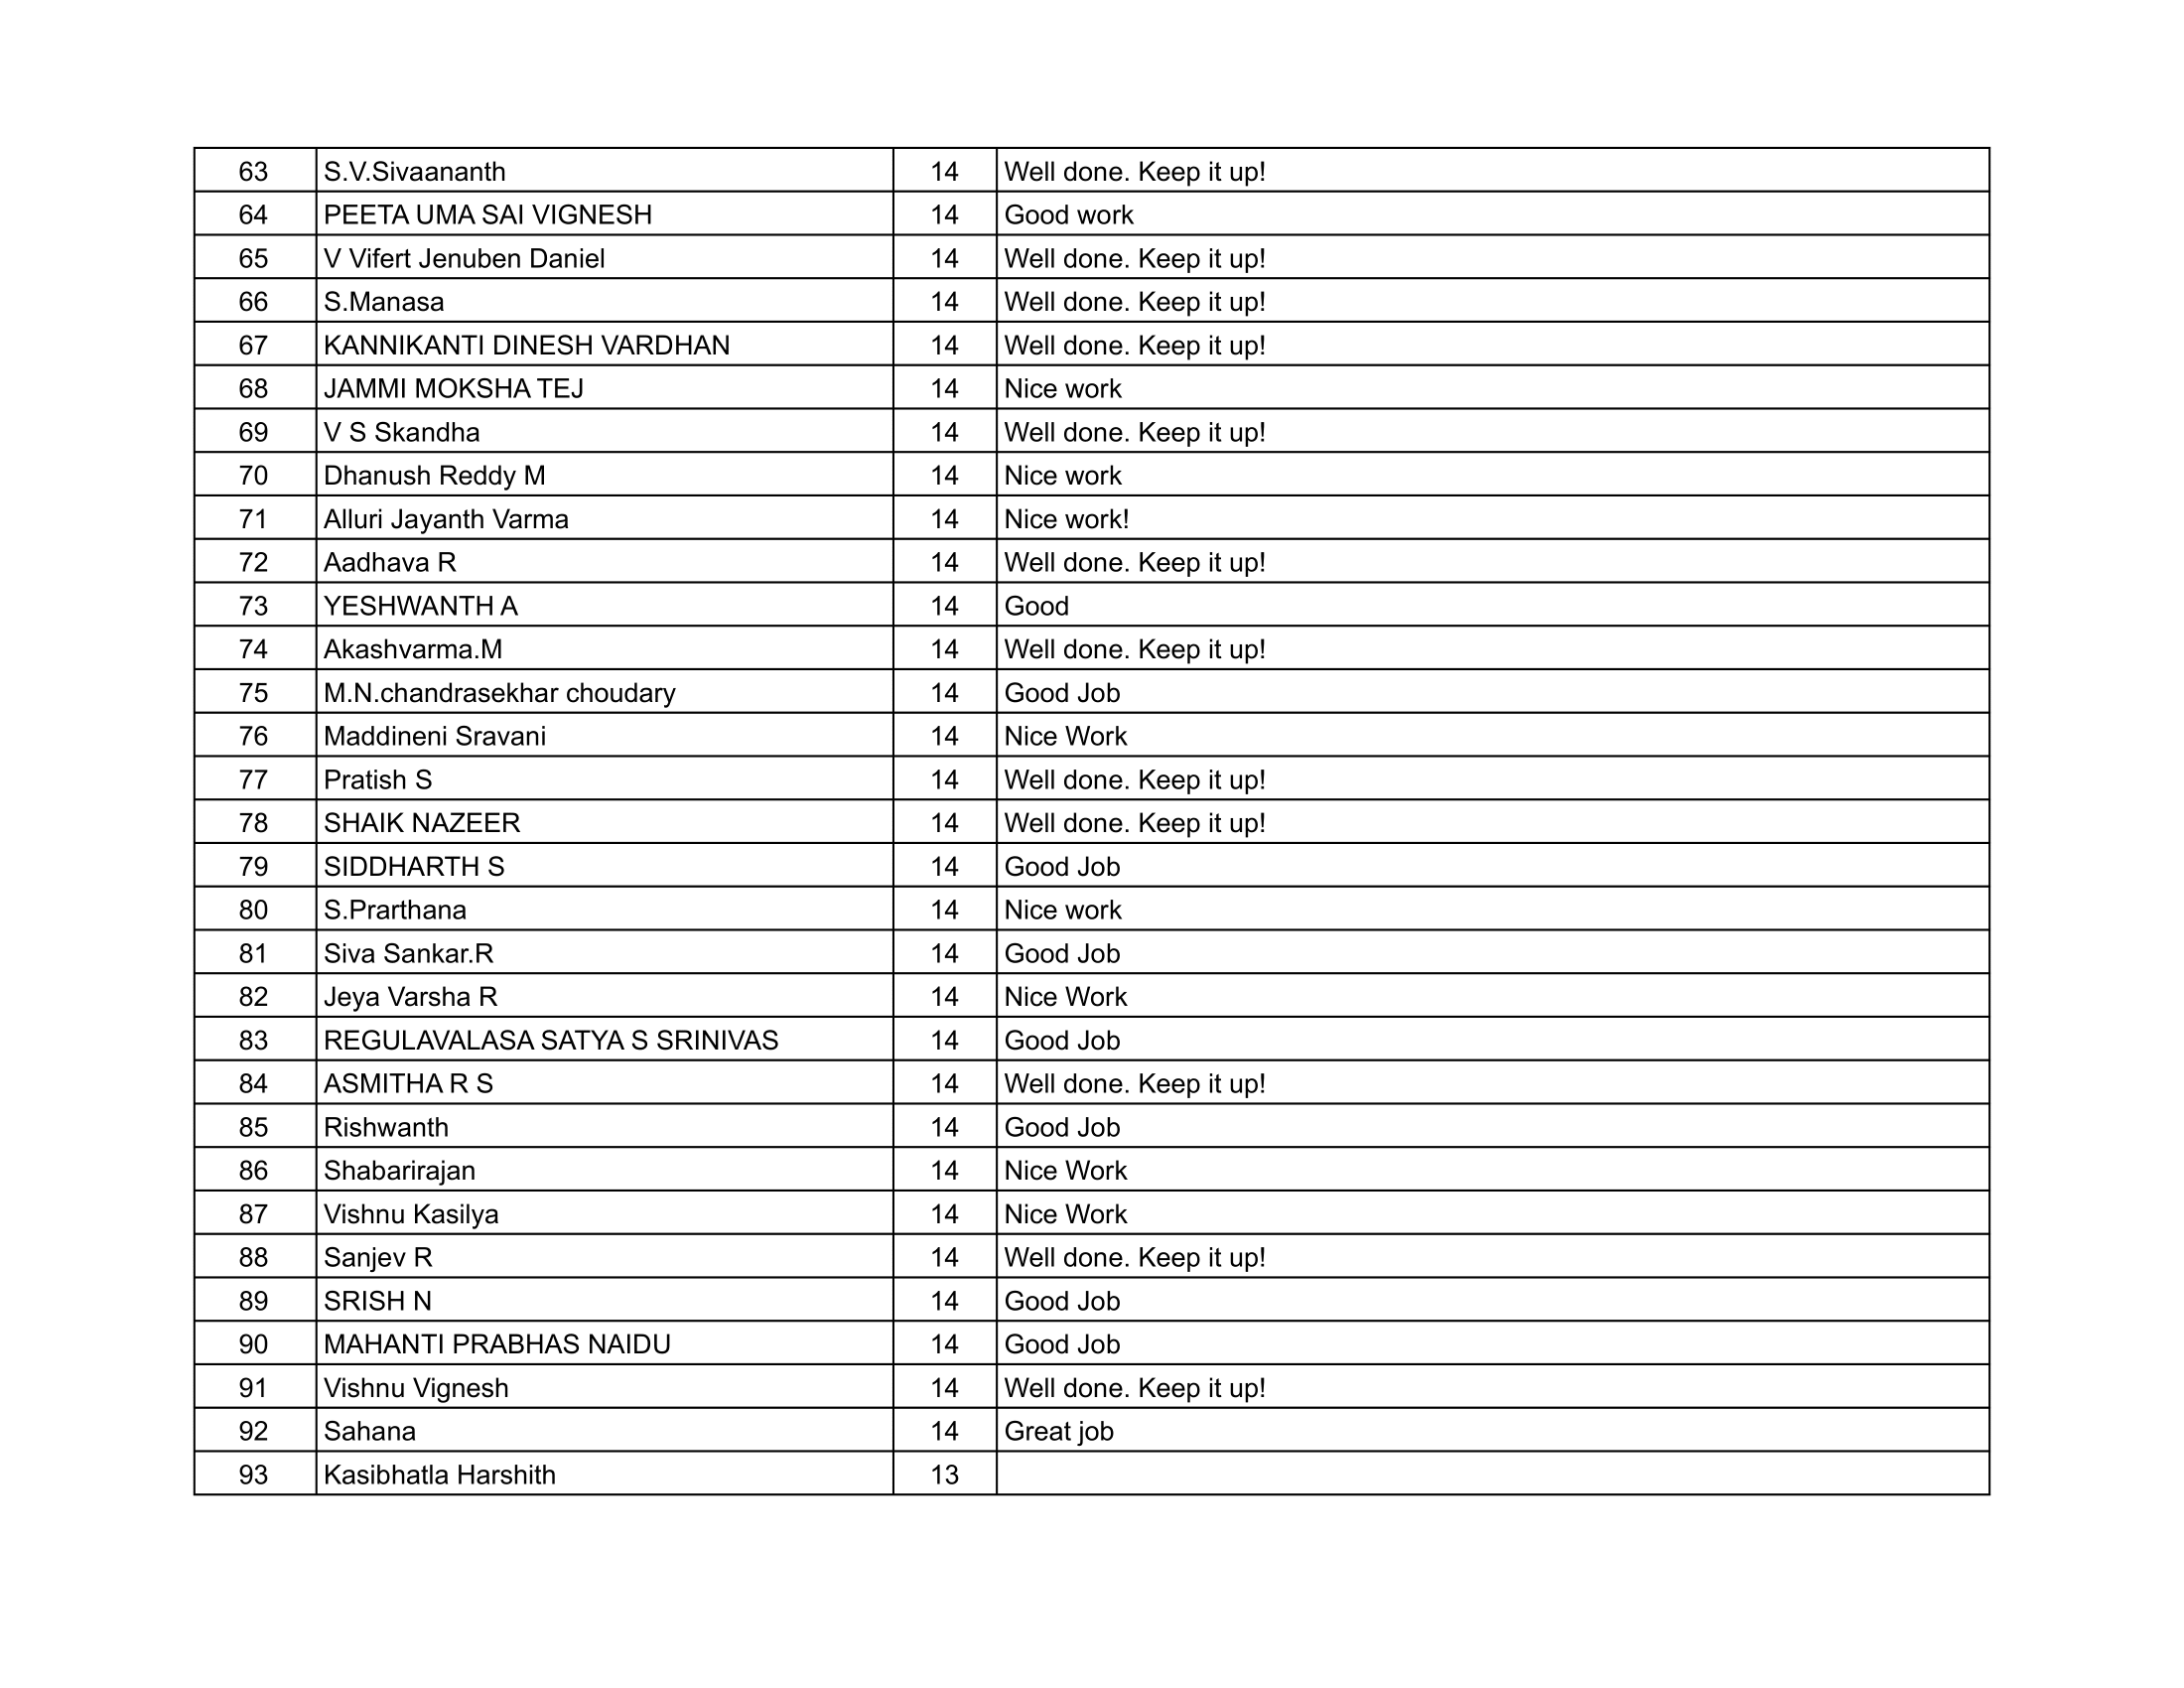 63 S.V.Sivaananth 14 Well done. Keep it up!
64 PEETA UMA SAI VIGNESH 14 Good work
65 V Vifert Jenuben Daniel 14 Well done. Keep it up!
66 S.Manasa 14 Well done. Keep it up!
67 KANNIKANTI DINESH VARDHAN 14 Well done. Keep it up!
68 JAMMI MOKSHA TEJ 14 Nice work
69 V S Skandha 14 Well done. Keep it up!
70 Dhanush Reddy M 14 Nice work
71 Alluri Jayanth Varma 14 Nice work!
72 Aadhava R 14 Well done. Keep it up!
73 YESHWANTH A 14 Good
74 Akashvarma.M 14 Well done. Keep it up!
75 M.N.chandrasekhar choudary 14 Good Job
76 Maddineni Sravani 14 Nice Work
77 Pratish S 14 Well done. Keep it up!
78 SHAIK NAZEER 14 Well done. Keep it up!
79 SIDDHARTH S 14 Good Job
80 S.Prarthana 14 Nice work
81 Siva Sankar.R 14 Good Job
82 Jeya Varsha R 14 Nice Work
83 REGULAVALASA SATYA S SRINIVAS 14 Good Job
84 ASMITHA R S 14 Well done. Keep it up!
85 Rishwanth 14 Good Job
86 Shabarirajan 14 Nice Work
87 Vishnu Kasilya 14 Nice Work
88 Sanjev R 14 Well done. Keep it up!
89 SRISH N 14 Good Job
90 MAHANTI PRABHAS NAIDU 14 Good Job
91 Vishnu Vignesh 14 Well done. Keep it up!
92 Sahana 14 Great job
93 Kasibhatla Harshith 13